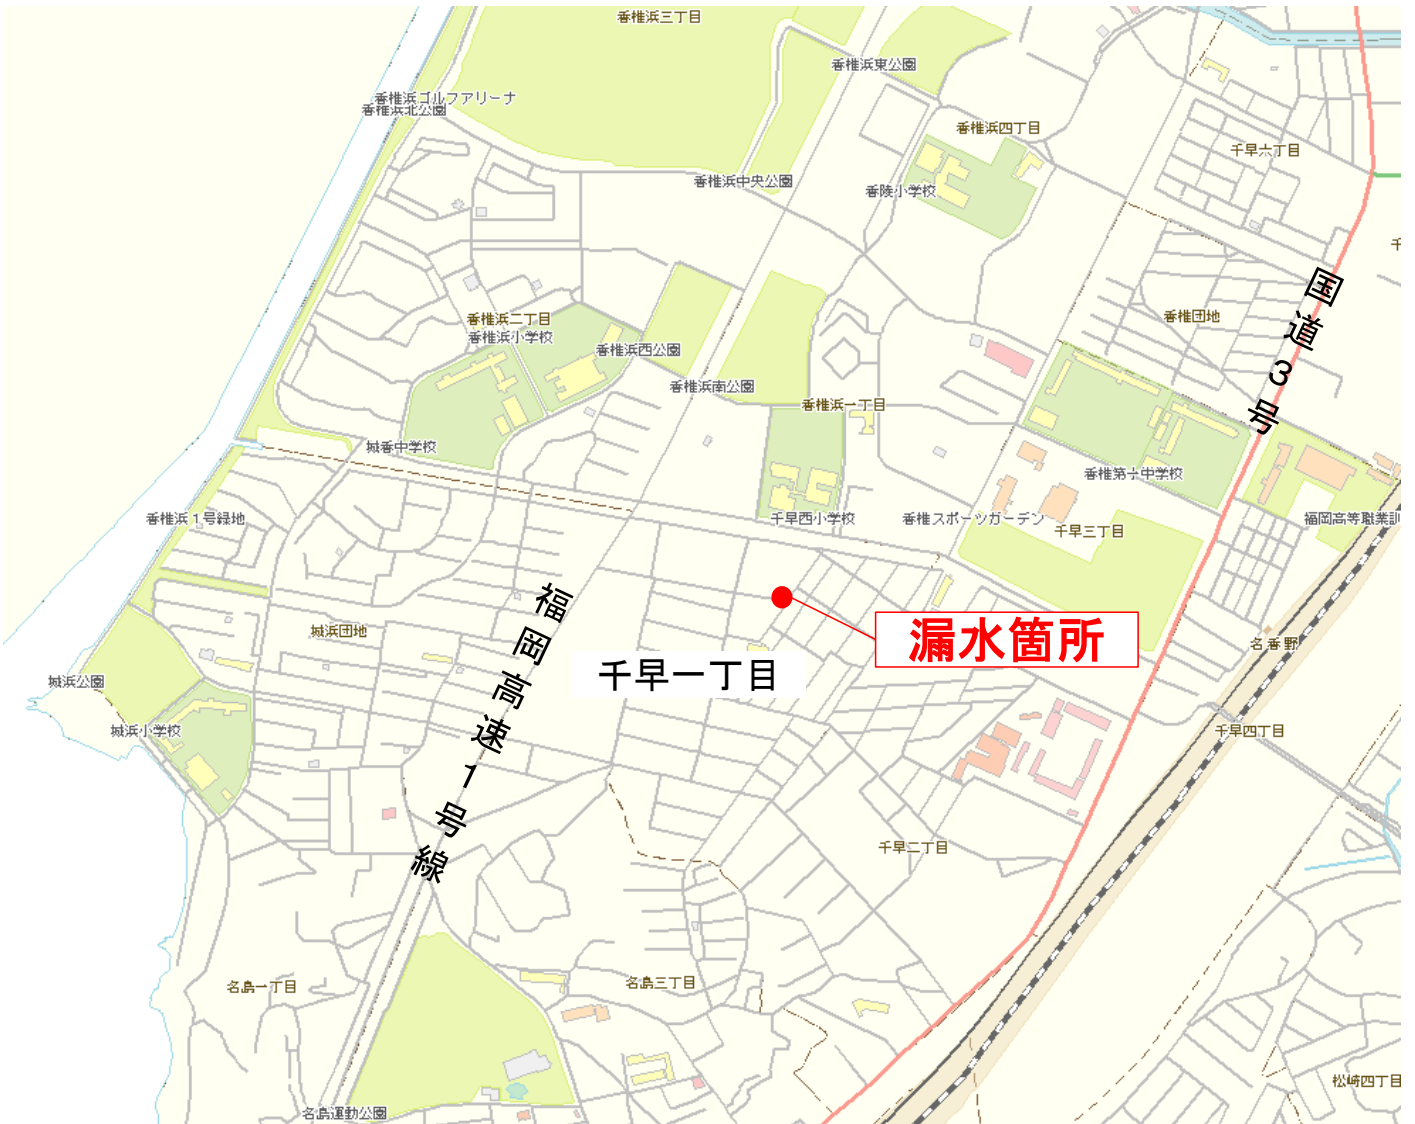 香椎浜三丁目
香椎浜東公園
香椎浜ゴルフアリーナ
香椎浜北公園
香椎浜四丁目
千早六丁目
香椎浜中央公園
香陵小学校
千
国道3号
香椎団地
香椎浜二丁目
香椎浜小学校
香椎浜西公園
香椎浜南公園
香椎浜一丁目
城香中学校
香椎第一中学校
香椎浜1号緑地
千早西小学校
香椎スポーツガーデン
千早三丁目
福岡高等職業訓
福岡高速1号線
漏水箇所
城浜団地
千早一丁目
名香野
城浜公園
城浜小学校
千早四丁目
千早二丁目
名島一丁目
名島三丁目
松崎四丁目
名島運動公園